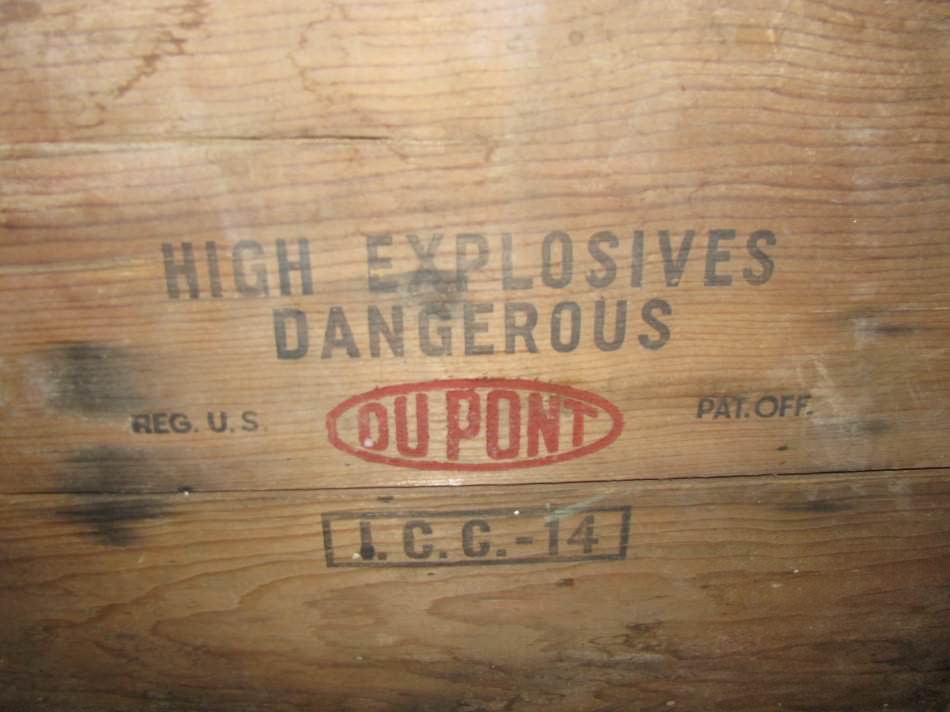 HIGH EXPLOSIVES
DANGEROUS
REG. U.S. DU PONT PAT. OFF.
I.C.C.-14